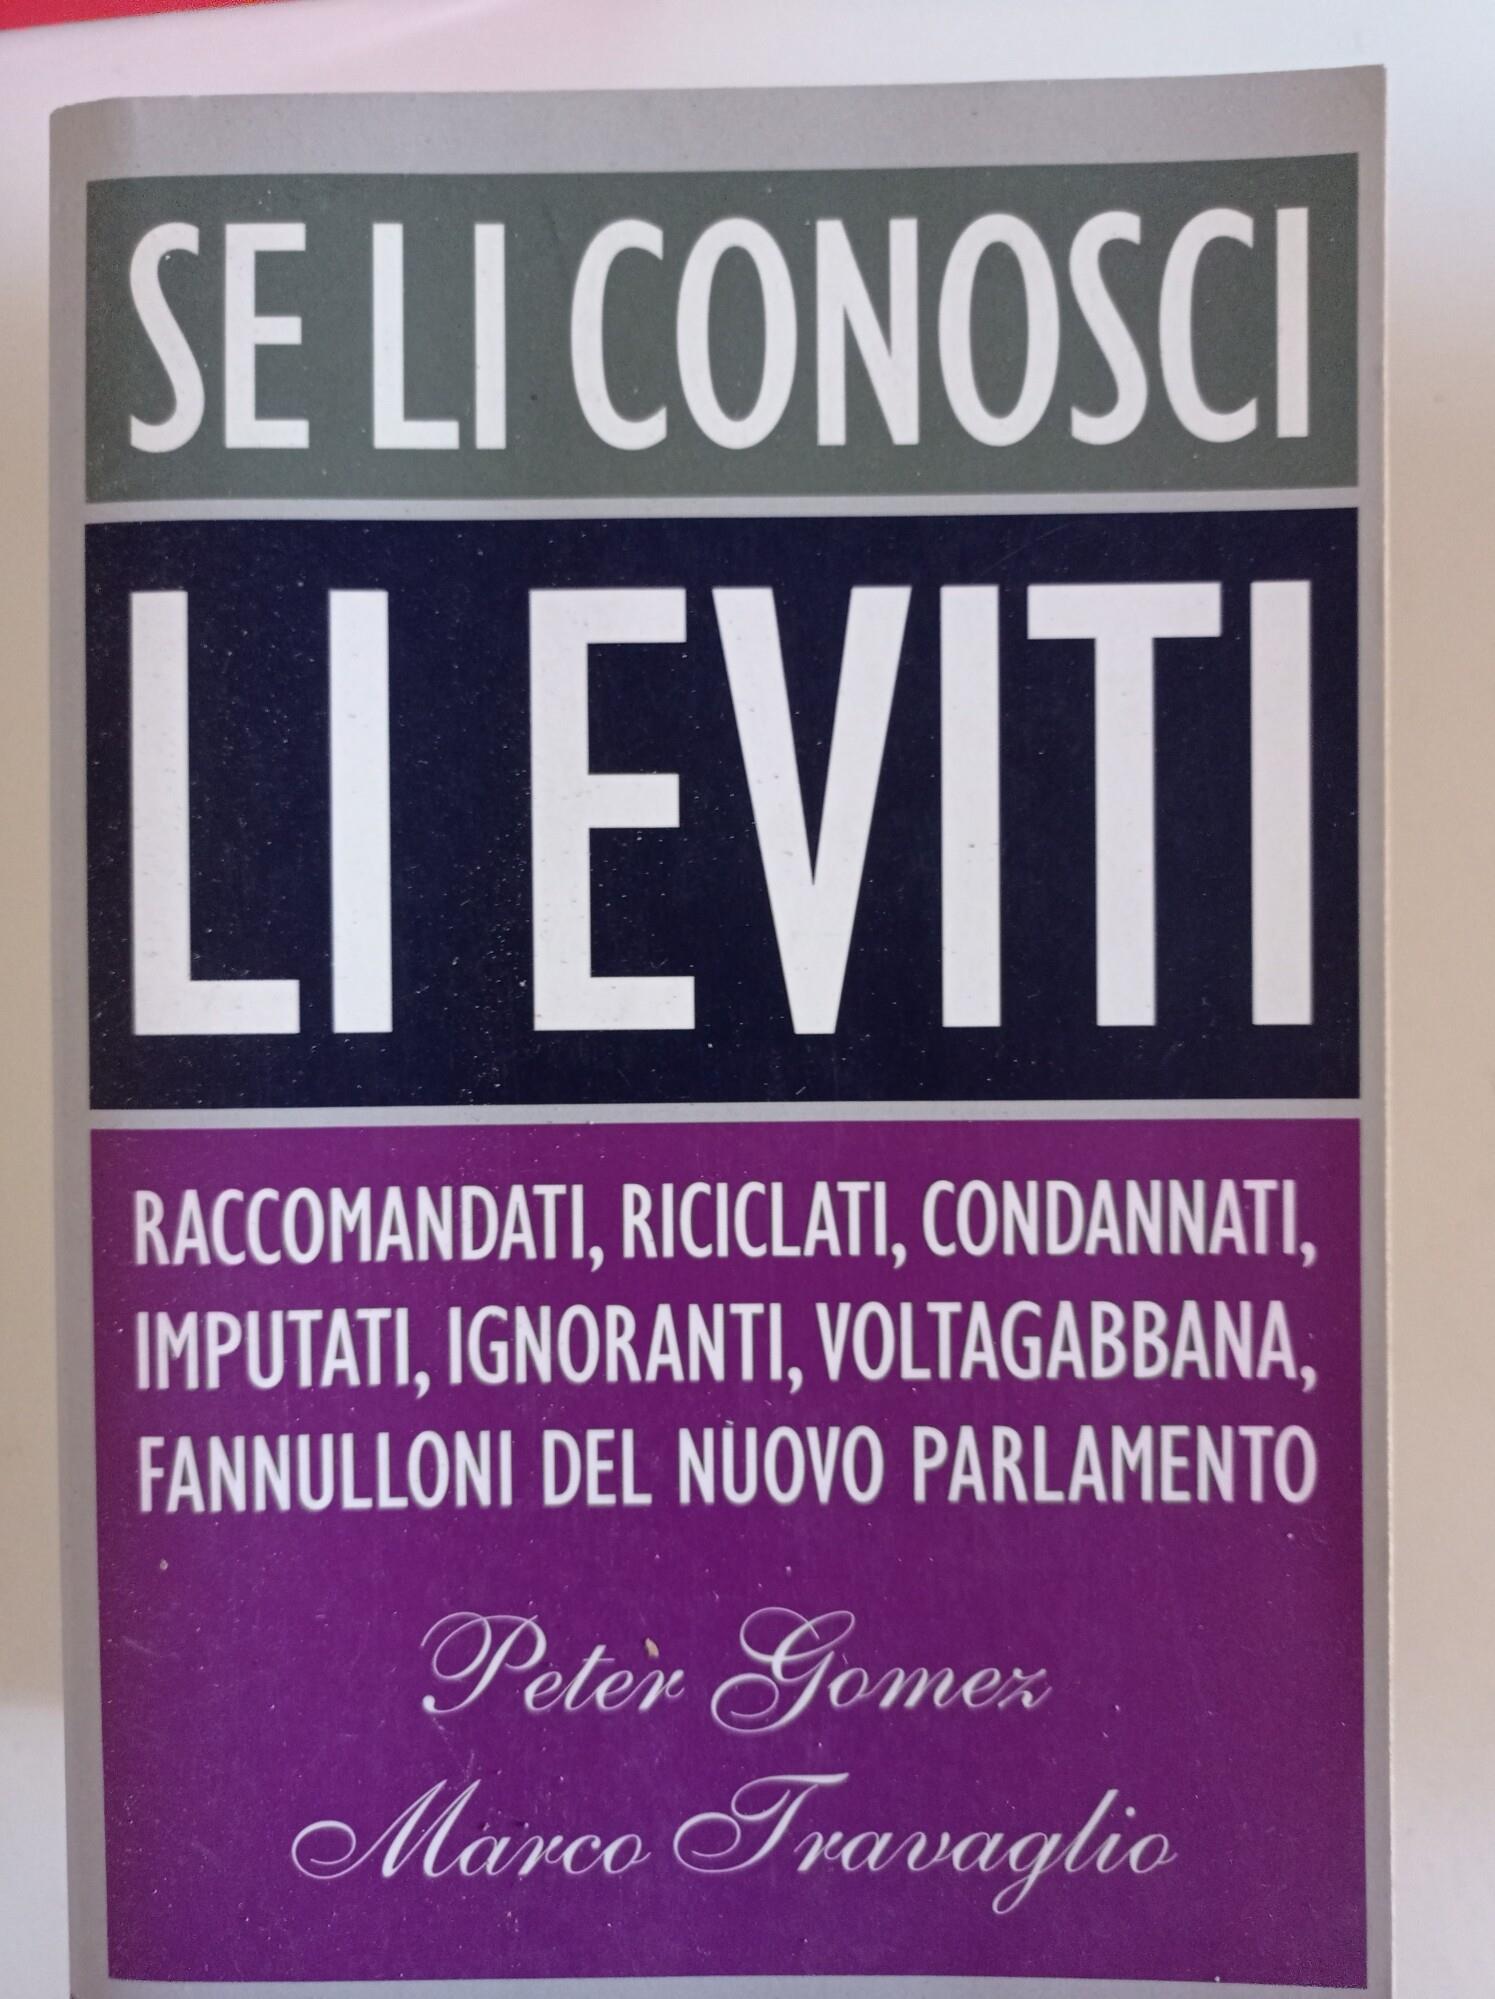 SE LI CONOSCI
LI EVITI
RACCOMANDATI, RICICLATI, CONDANNATI,
IMPUTATI, IGNORANTI, VOLTAGABBANA,
FANNULLONI DEL NUOVO PARLAMENTO
Peter Gomez
Marco Travaglio